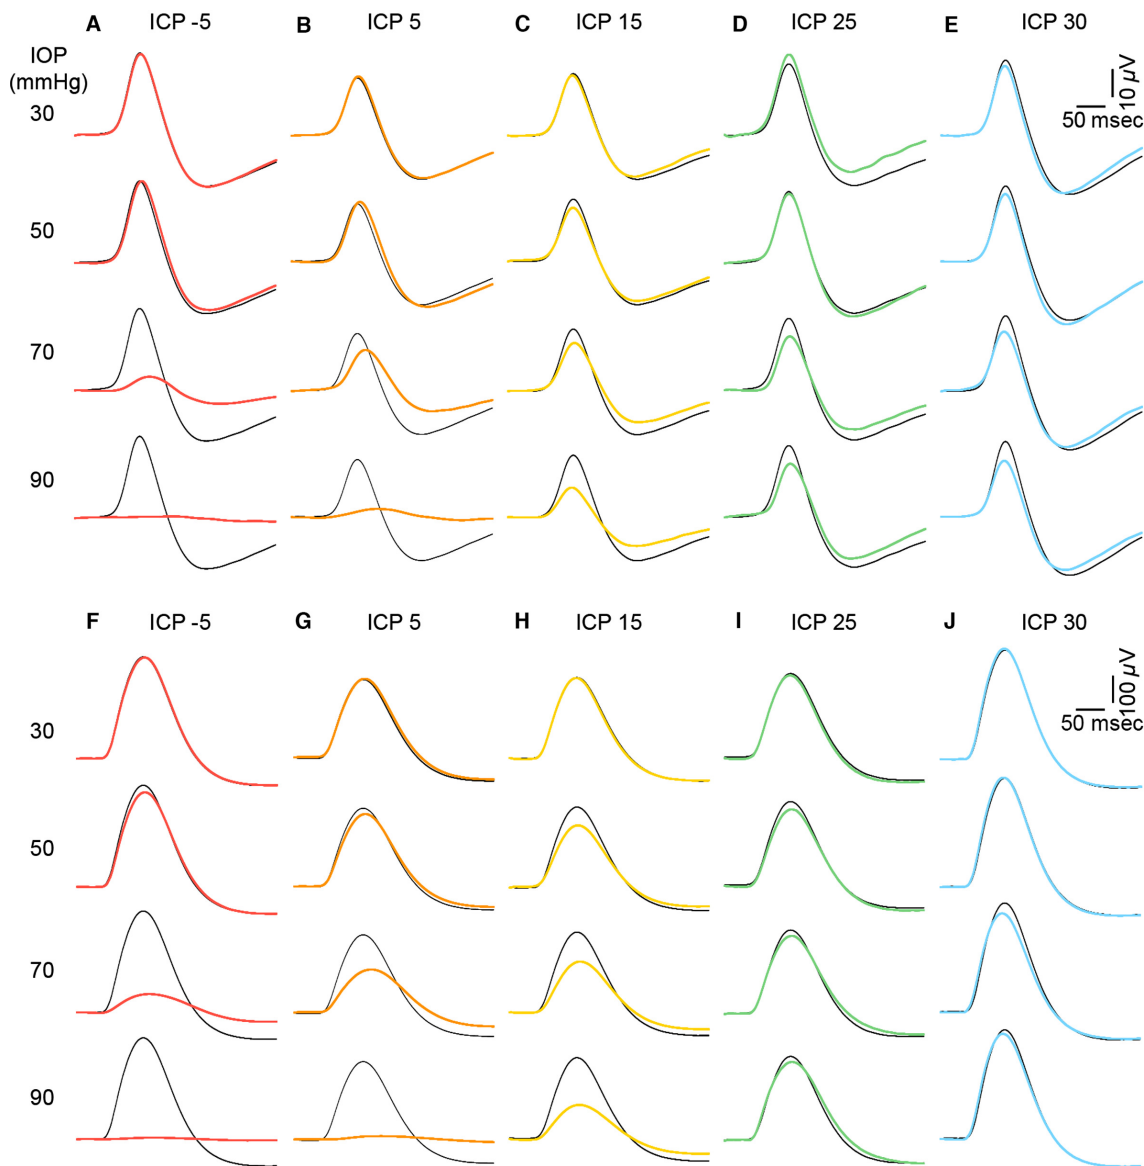 A ICP -5 B ICP 5 C ICP 15 D ICP 25 E ICP 30
IOP
(mmHg)
30
50
70
90
10 µV
50 msec
F ICP -5 G ICP 5 H ICP 15 I ICP 25 J ICP 30
30
50
70
90
100 µV
50 msec